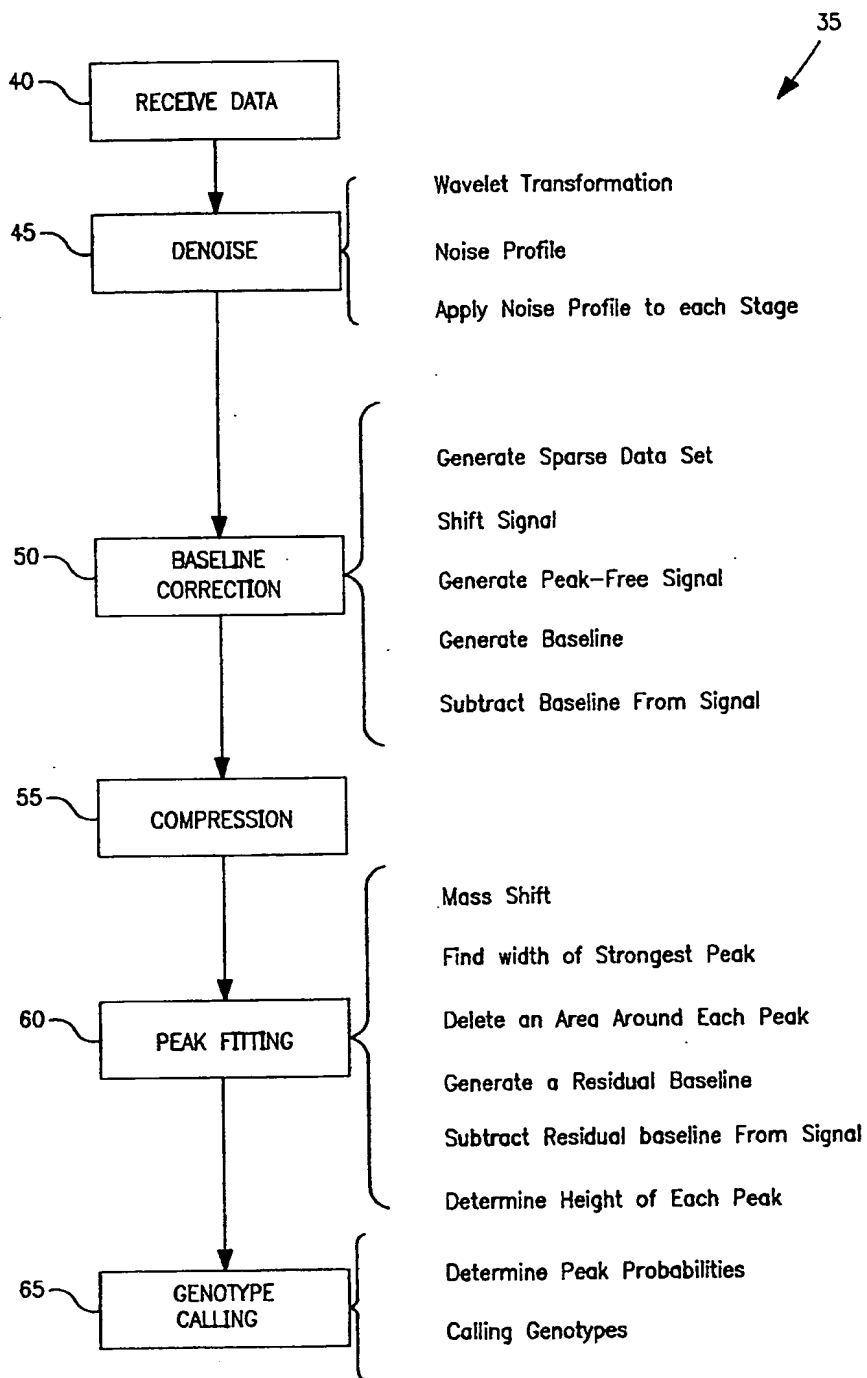 35
40
RECEIVE DATA
Wavelet Transformation
45
DENOISE
Noise Profile
Apply Noise Profile to each Stage
Generate Sparse Data Set
Shift Signal
50
BASELINE
CORRECTION
Generate Peak-Free Signal
Generate Baseline
Subtract Baseline From Signal
55
COMPRESSION
Mass Shift
Find width of Strongest Peak
60
PEAK FITTING
Delete an Area Around Each Peak
Generate a Residual Baseline
Subtract Residual baseline From Signal
Determine Height of Each Peak
65
GENOTYPE
CALLING
Determine Peak Probabilities
Calling Genotypes